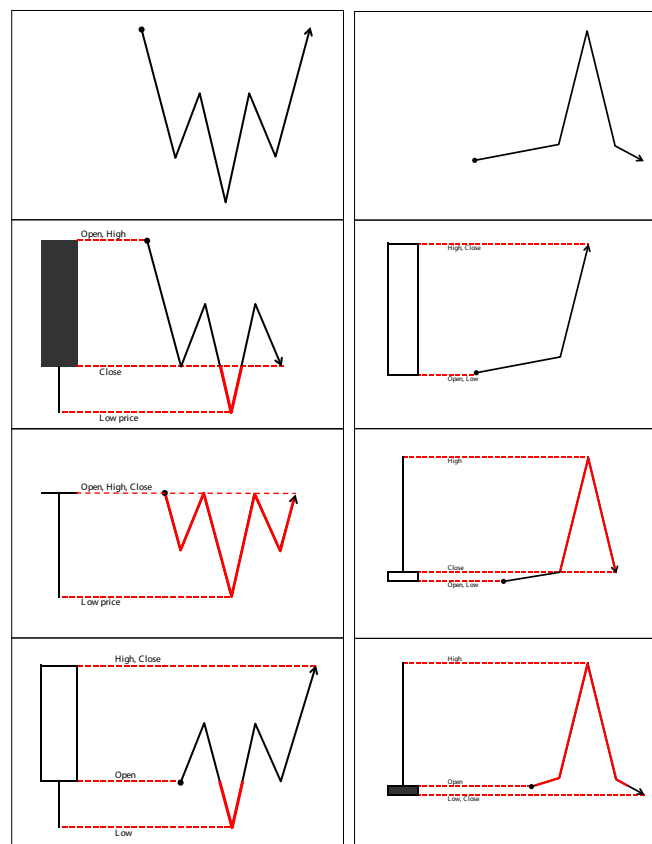 Open, High
Close
Low price
High, Close
Open, Low
Open, High, Close
Low price
High
Close
Open, Low
High, Close
Open
Low
High
Open
Low, Close